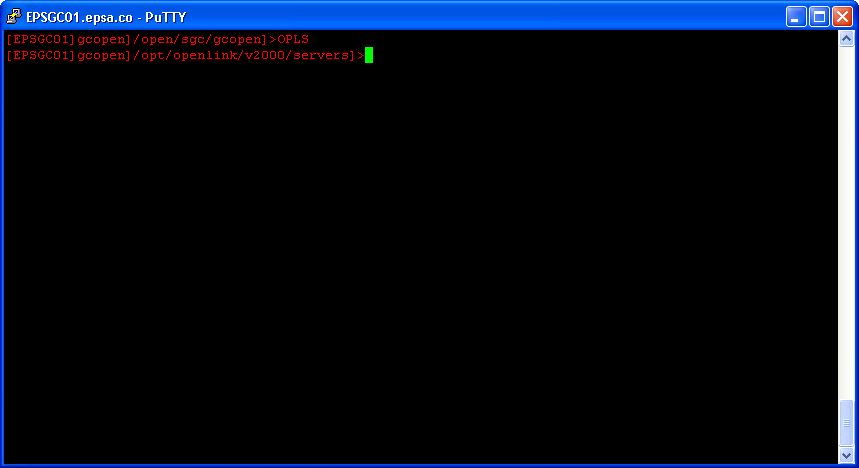 EPSGC01.epsa.co - PuTTY
[EPSGC01]gcopen]/open/sgc/gcopen]>OPLS
[EPSGC01]gcopen]/opt/openlink/v2000/servers]>